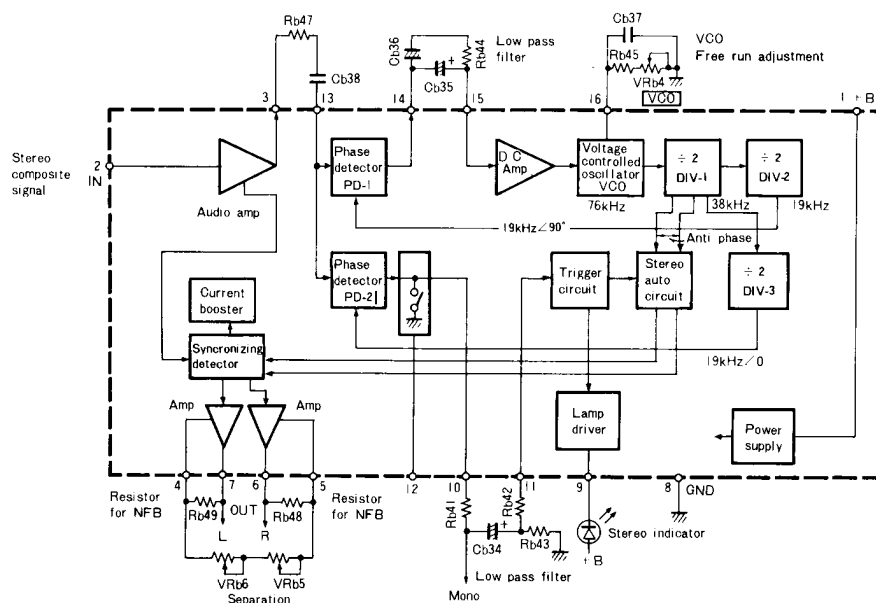 Rb47
Cb38
3
13
Cb36
Cb35
+
Rb44
Low pass
filter
14
15
Cb37
Rb45
VRb4
VCO
VCO
Free run adjustment
16
1 +B
Stereo
composite
signal
2
IN
Audio amp
Phase
detector
PD-1
DC
Amp
Voltage
controlled
oscillator
VCO
76kHz
÷ 2
DIV-1
38kHz
÷ 2
DIV-2
19kHz
19kHz∠90°
Anti phase
Phase
detector
PD-2
Trigger
circuit
Stereo
auto
circuit
÷ 2
DIV-3
19kHz/0
Current
booster
Syncronizing
detector
Amp
Amp
Lamp
driver
Power
supply
4
7
6
5
12
10
11
9
8
GND
Resistor
for NFB
Rb49
OUT
Rb48
Resistor
for NFB
L
R
VRb6
VRb5
Separation
Rb41
Cb34
+
Rb42
Rb43
Low pass filter
Mono
Stereo indicator
+B